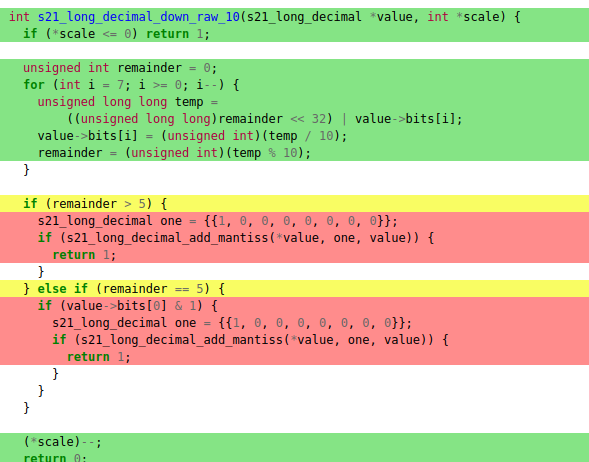 int s21_long_decimal_down_raw_10(s21_long_decimal *value, int *scale) {
  if (*scale <= 0) return 1;

  unsigned int remainder = 0;
  for (int i = 7; i >= 0; i--) {
    unsigned long long temp =
        ((unsigned long long)remainder << 32) | value->bits[i];
    value->bits[i] = (unsigned int)(temp / 10);
    remainder = (unsigned int)(temp % 10);
  }

  if (remainder > 5) {
    s21_long_decimal one = {{1, 0, 0, 0, 0, 0, 0, 0}};
    if (s21_long_decimal_add_mantiss(*value, one, value)) {
      return 1;
    }
  } else if (remainder == 5) {
    if (value->bits[0] & 1) {
      s21_long_decimal one = {{1, 0, 0, 0, 0, 0, 0, 0}};
      if (s21_long_decimal_add_mantiss(*value, one, value)) {
        return 1;
      }
    }
  }

  (*scale)--;
  return 0;